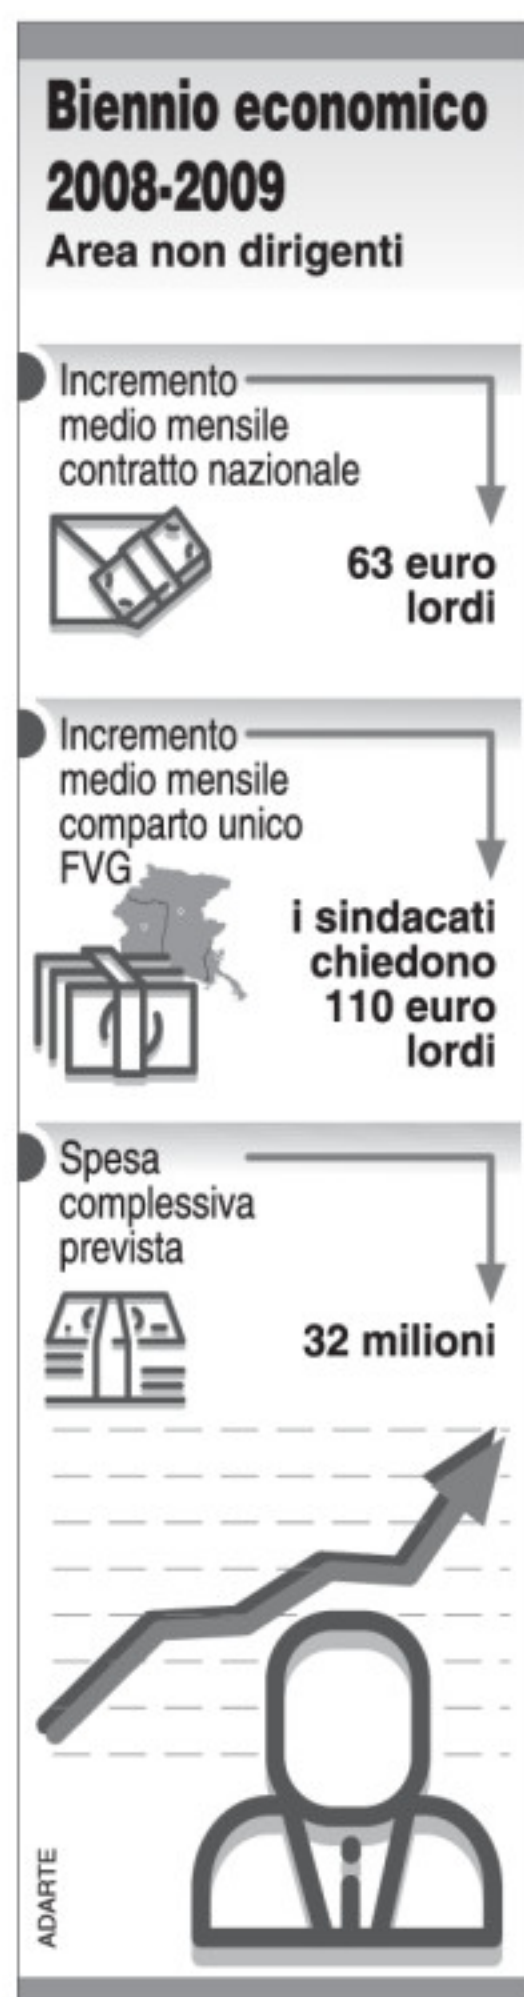 Biennio economico
2008-2009
Area non dirigenti
Incremento
medio mensile
contratto nazionale
63 euro
lordi
Incremento
medio mensile
comparto unico
FVG
i sindacati
chiedono
110 euro
lordi
Spesa
complessiva
prevista
32 milioni
ADARTE